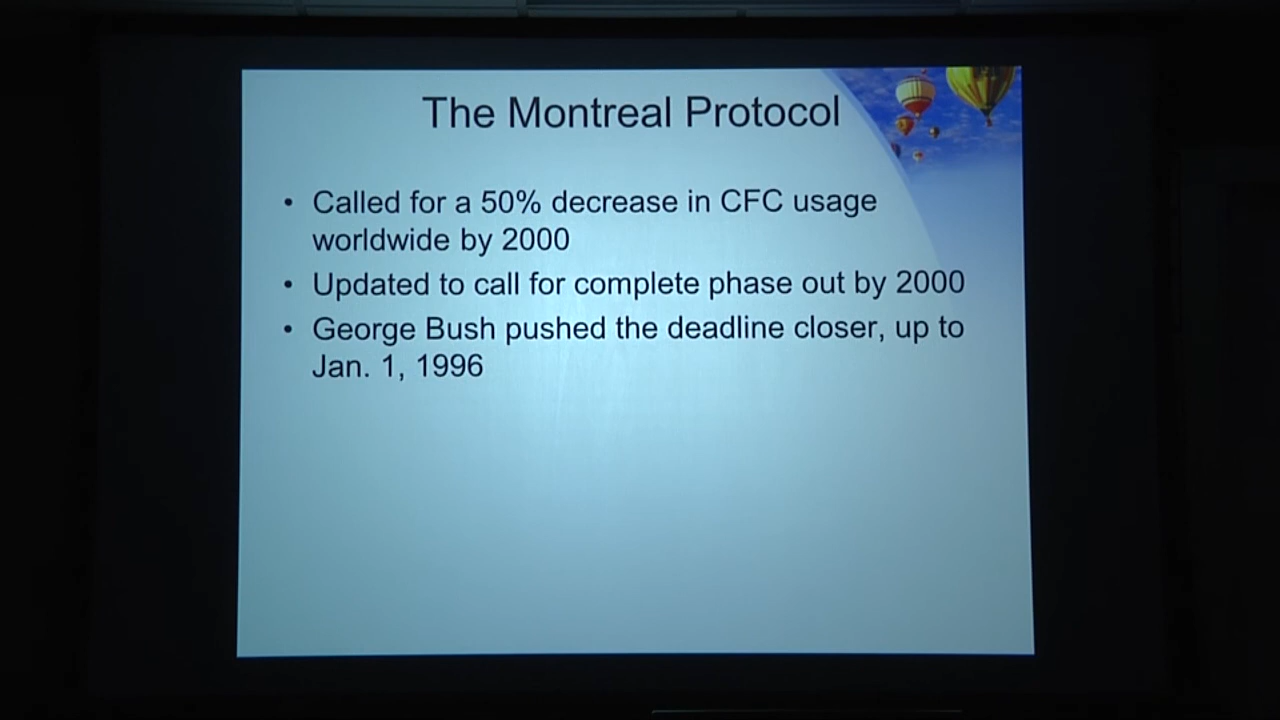 The Montreal Protocol
• Called for a 50% decrease in CFC usage
worldwide by 2000
• Updated to call for complete phase out by 2000
• George Bush pushed the deadline closer, up to
Jan. 1, 1996